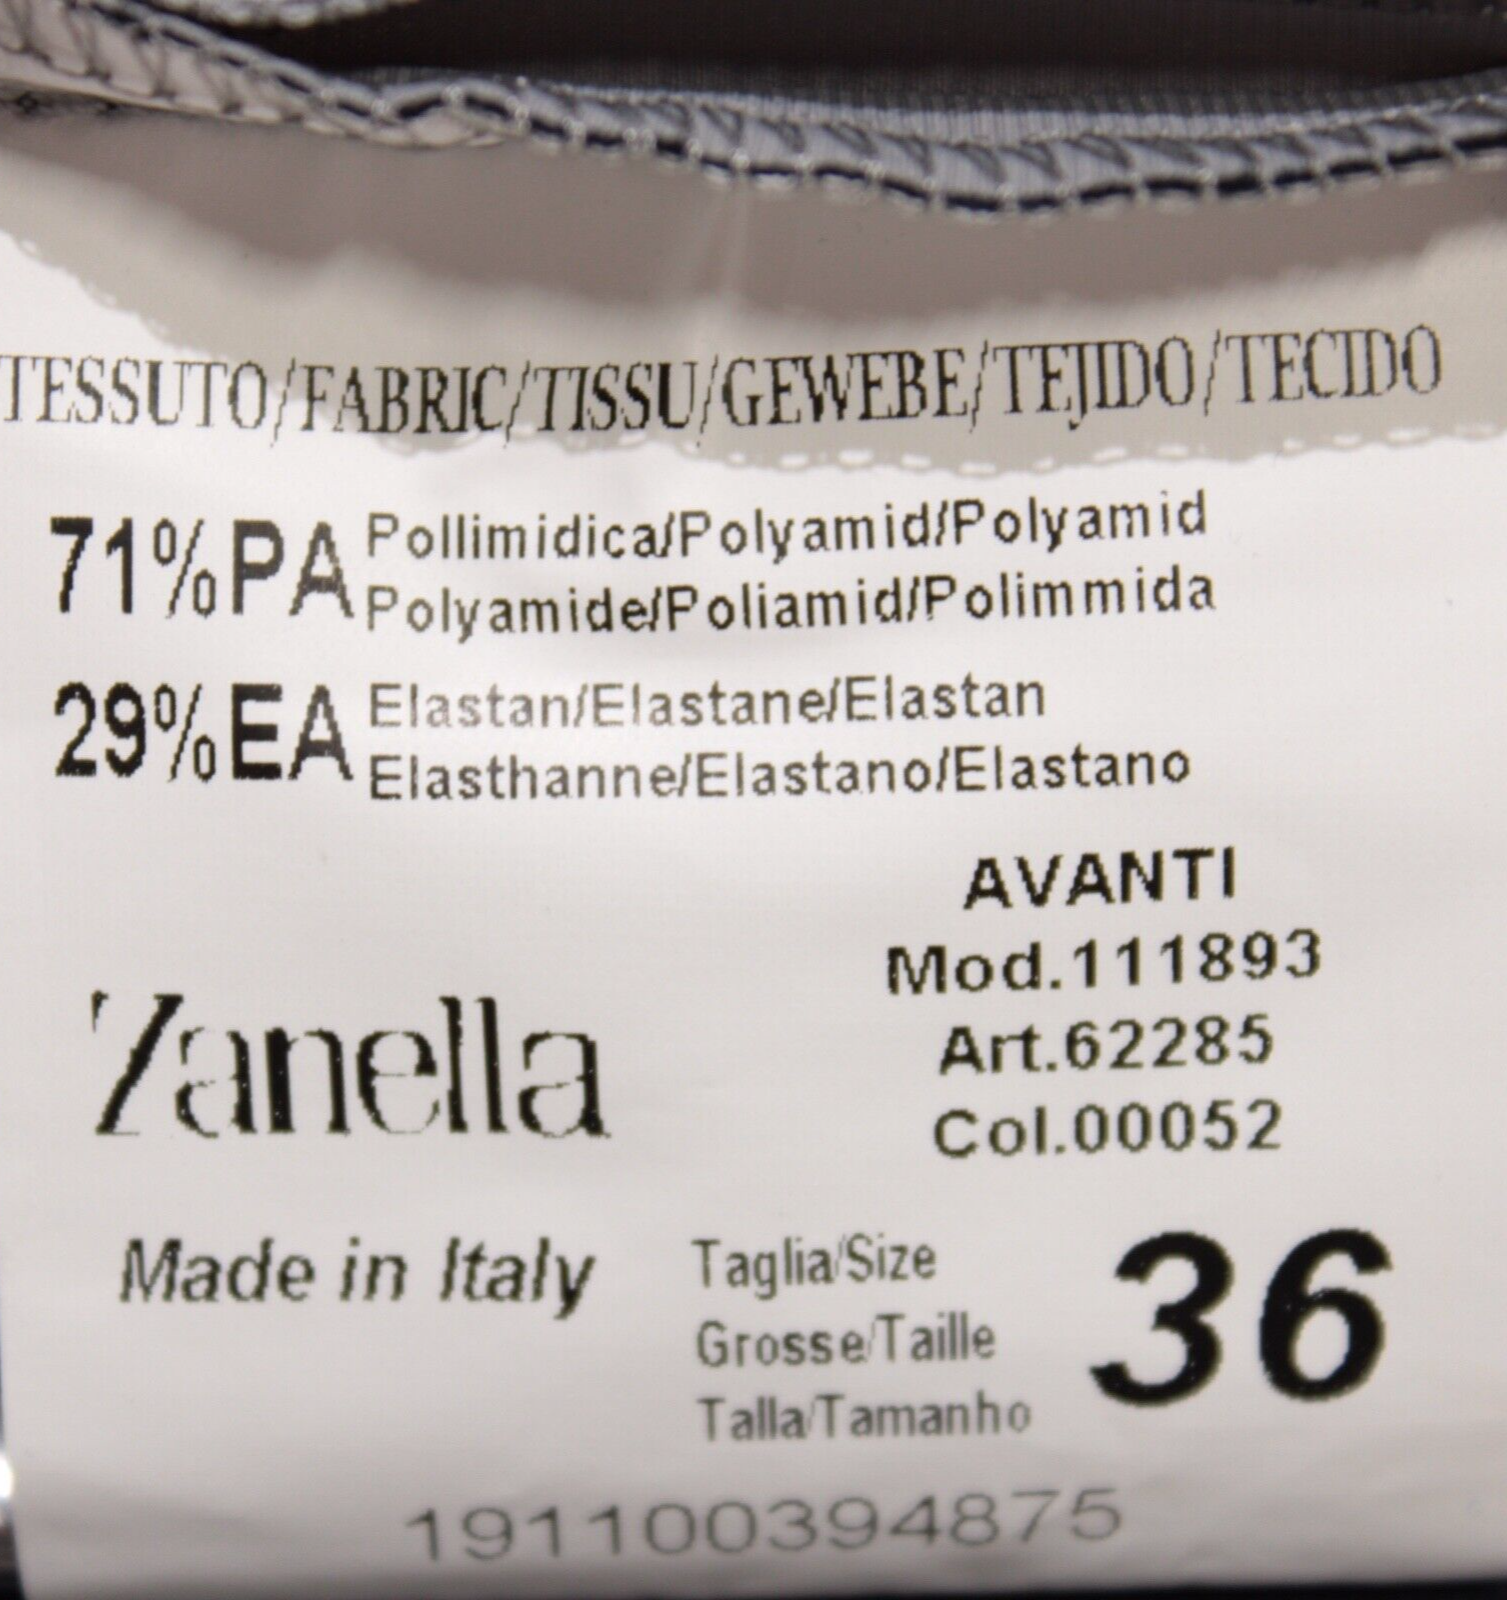 TESSUTO/FABRIC/TISSU/GEWEBE/TEJIDO/TECIDO
71%PA Pollimidica/Polyamid/Polyamid
Polyamide/Poliamid/Polimmida
29%EA Elastan/Elastane/Elastan
Elasthanne/Elastano/Elastano
AVANTI
Mod.111893
Art.62285
Col.00052
Zanella
Made in Italy
Taglia/Size
Grosse/Taille
Talla/Tamanho
36
191100394875